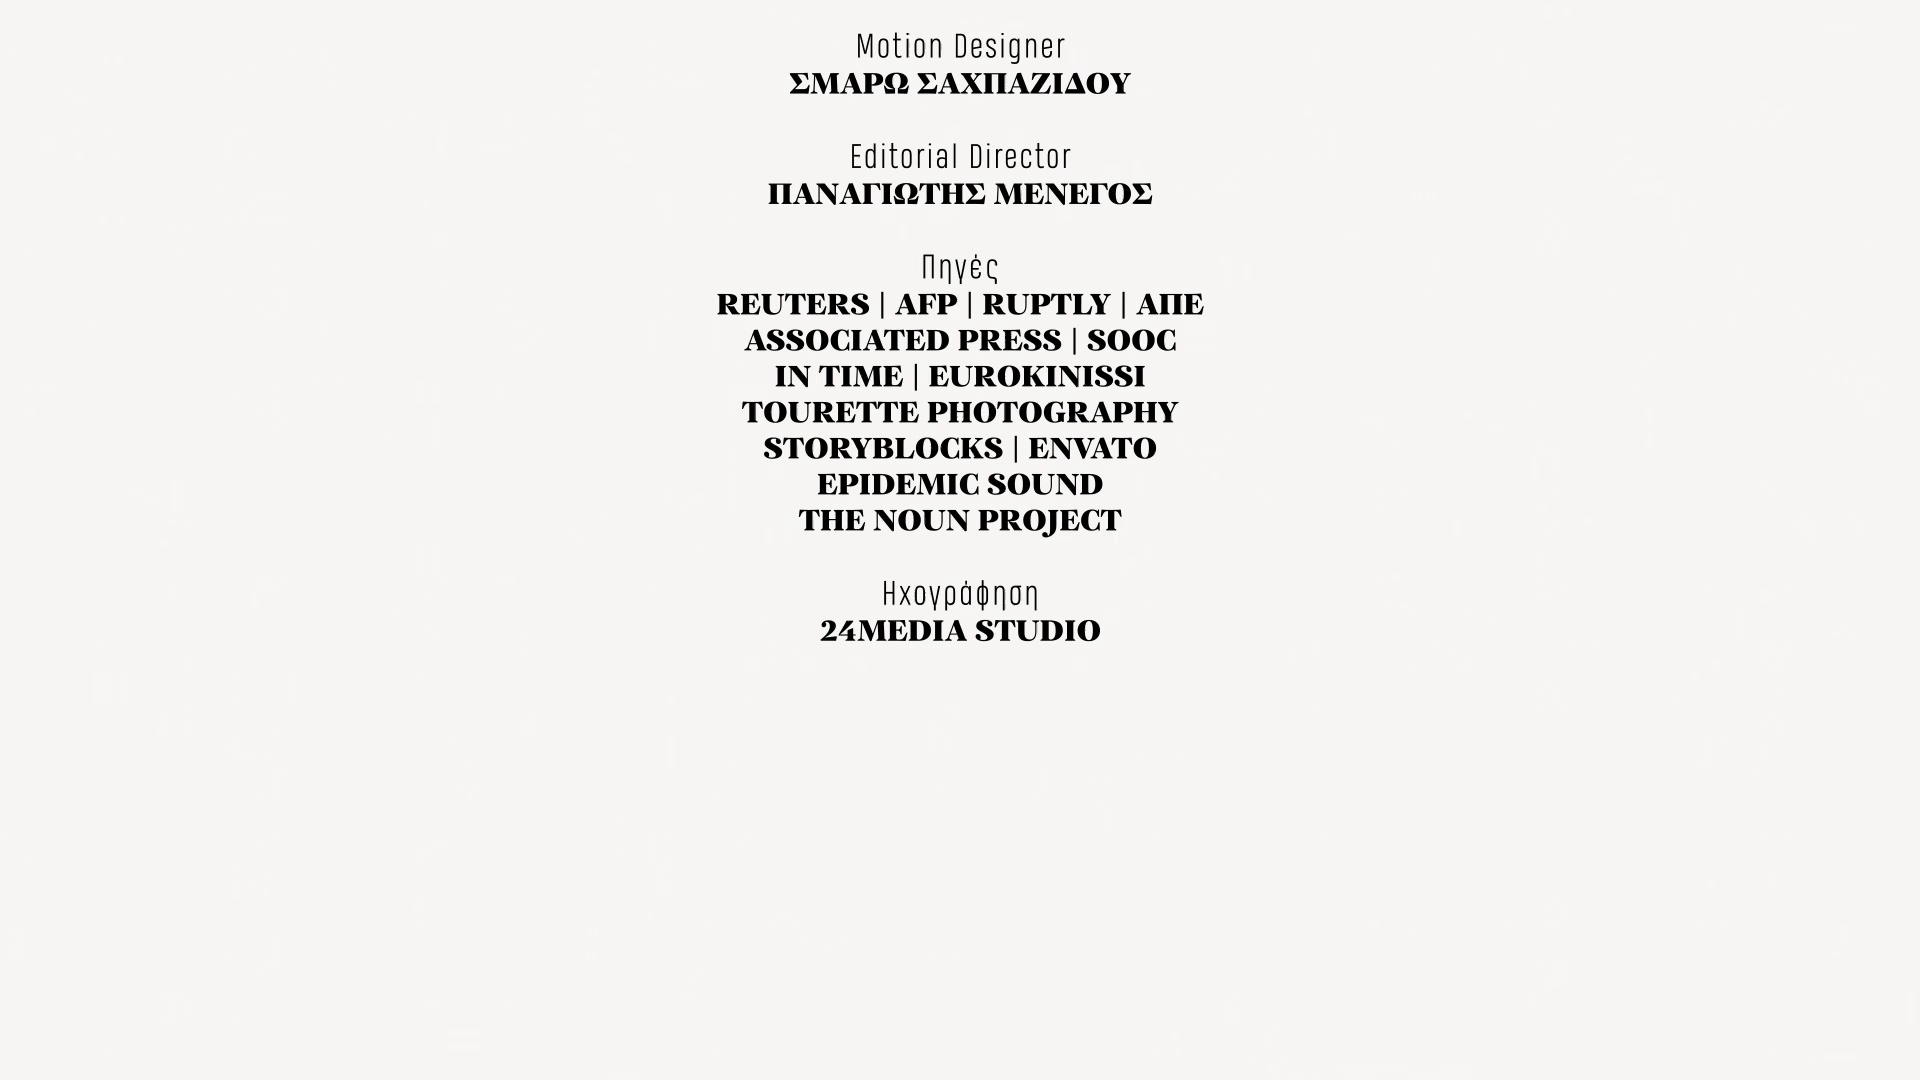 Motion Designer
ΣΜΑΡΩ ΣΑΧΠΑΖΙΔΟΥ
Editorial Director
ΠΑΝΑΓΙΩΤΗΣ ΜΕΝΕΓΟΣ
Πηγές
REUTERS | AFP | RUPTLY | ΑΠΕ
ASSOCIATED PRESS | SOOC
IN TIME | EUROKINISSI
TOURETTE PHOTOGRAPHY
STORYBLOCKS | ENVATO
EPIDEMIC SOUND
THE NOUN PROJECT
Ηχογράφηση
24MEDIA STUDIO